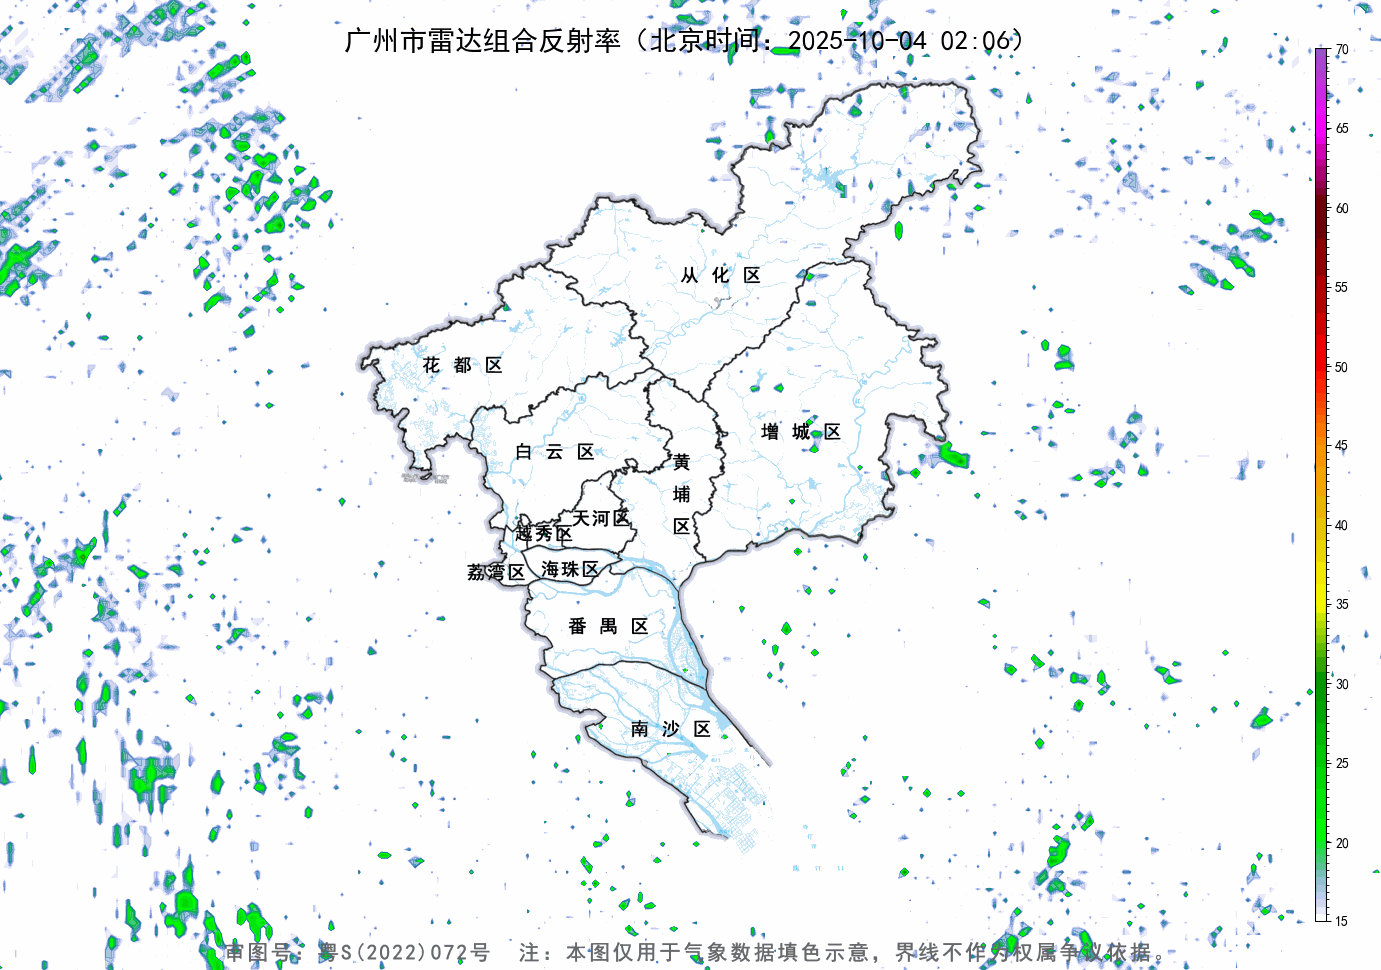 广州市雷达组合反射率（北京时间：2025-10-04 02:06）
70
65
60
55
50
45
40
35
30
25
20
15
从化区
花都区
增城区
白云区
黄埔区
天河区
越秀区
海珠区
荔湾区
番禺区
南沙区
审图号：粤S(2022)072号 注：本图仅用于气象数据填色示意，界线不作为权属争议依据。